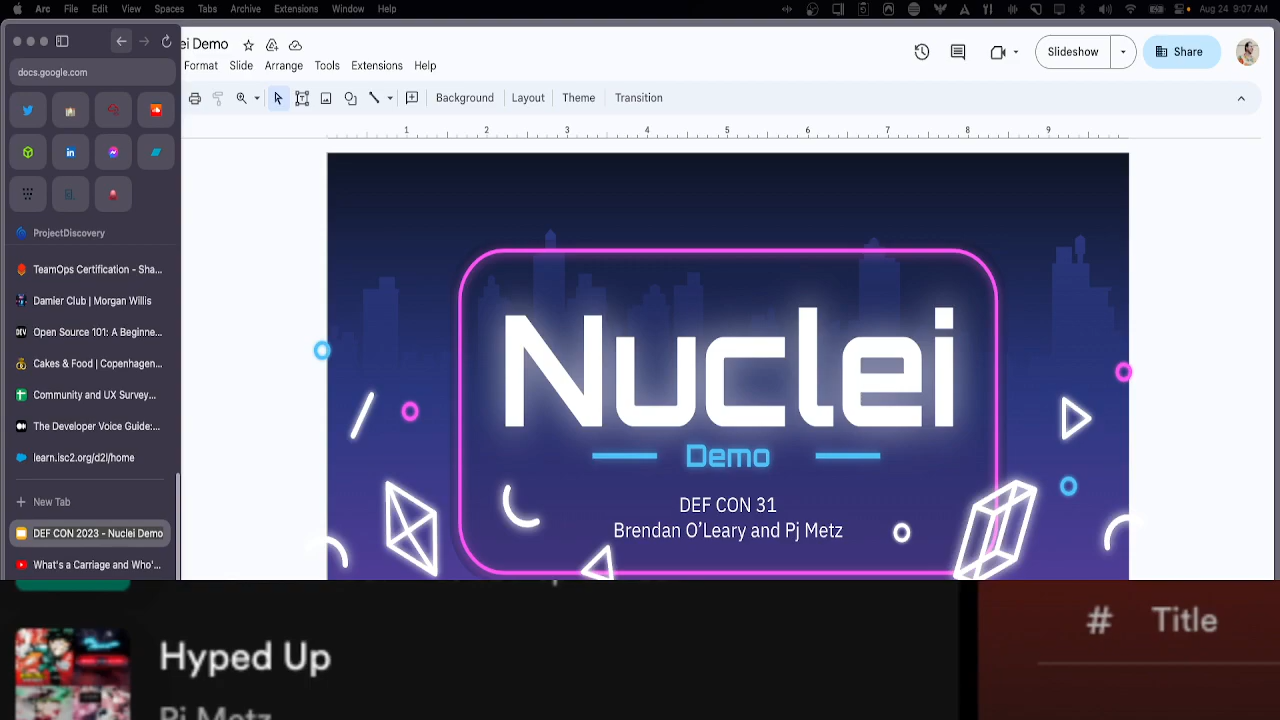 Arc File Edit View Spaces Tabs Archive Extensions Window Help Aug 24 9:07 AM
ei Demo
docs.google.com
Format Slide Arrange Tools Extensions Help
Slideshow Share
Background Layout Theme Transition
1 2 3 4 5 6 7 8 9
ProjectDiscovery
TeamOps Certification - Sha...
Damier Club | Morgan Willis
DEV Open Source 101: A Beginne...
Cakes & Food | Copenhagen...
Community and UX Survey...
The Developer Voice Guide:...
learn.isc2.org/d2l/home
New Tab
DEF CON 2023 - Nuclei Demo
What's a Carriage and Who'...
Nuclei
Demo
DEF CON 31
Brendan O'Leary and Pj Metz
Hyped Up
Pj Metz
# Title